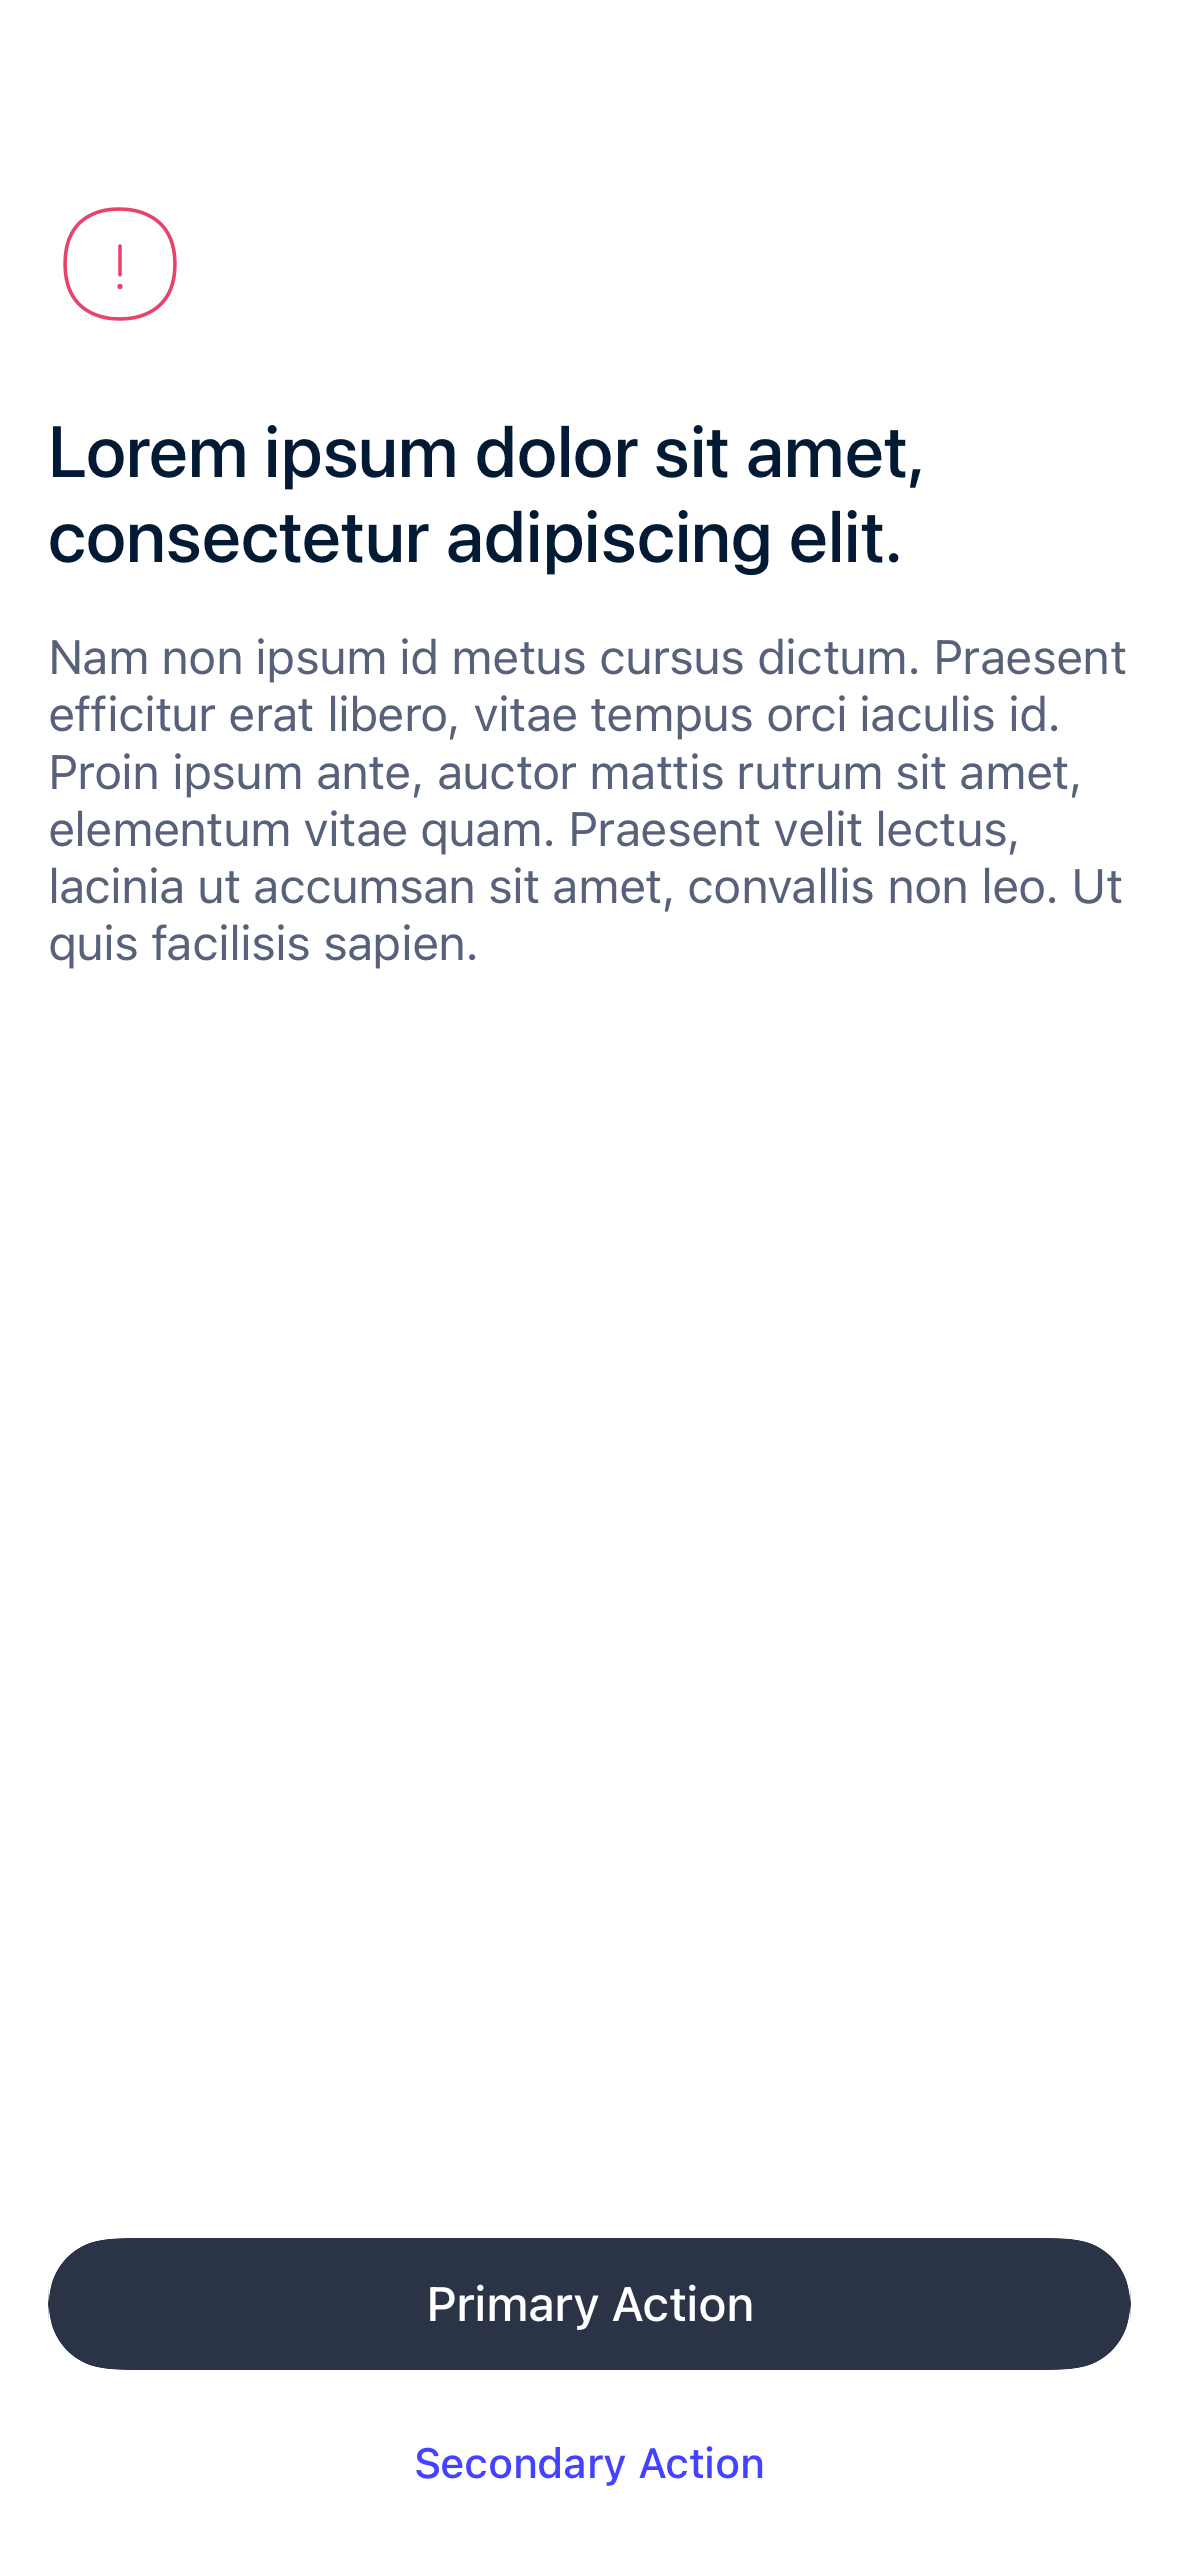 !
Lorem ipsum dolor sit amet,
consectetur adipiscing elit.
Nam non ipsum id metus cursus dictum. Praesent
efficitur erat libero, vitae tempus orci iaculis id.
Proin ipsum ante, auctor mattis rutrum sit amet,
elementum vitae quam. Praesent velit lectus,
lacinia ut accumsan sit amet, convallis non leo. Ut
quis facilisis sapien.
Primary Action
Secondary Action